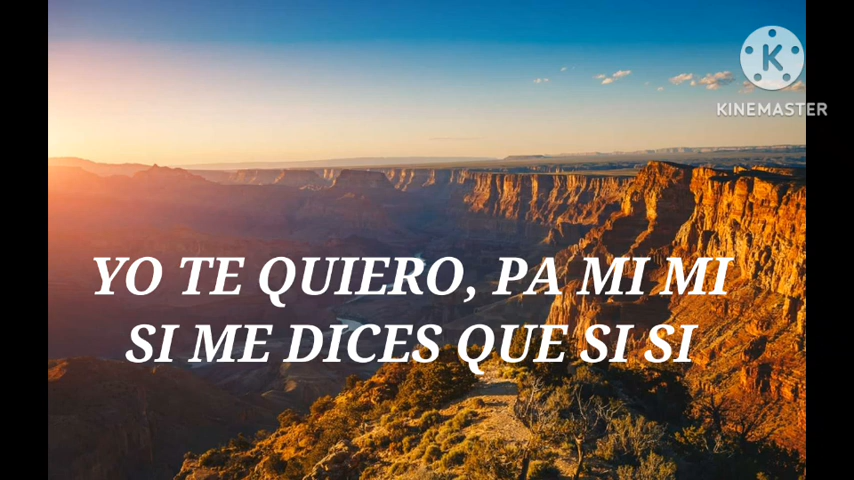 K
KINEMASTER
YO TE QUIERO, PA MI MI
SI ME DICES QUE SI SI